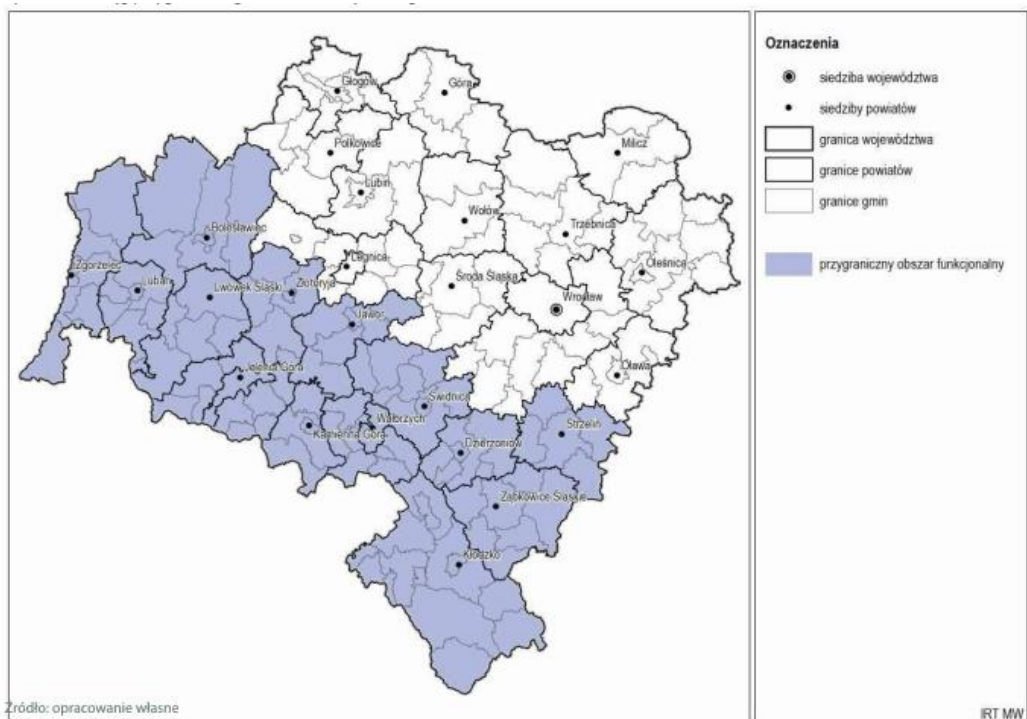 Głogów
Góra
Polkowice
Milicz
Lubin
Wołów
Trzebnica
Bolesławiec
Legnica
Oleśnica
Zgorzelec
Lubań
Lwówek Śląski
Złotoryja
Środa Śląska
Wrocław
Jawor
Jelenia Góra
Oława
Świdnica
Kamienna Góra
Wałbrzych
Strzelin
Dzierżoniów
Ząbkowice Śląskie
Kłodzko
Źródło: opracowanie własne
Oznaczenia
siedziba województwa
siedziby powiatów
granica województwa
granice powiatów
granice gmin
przygraniczny obszar funkcjonalny
IRT MW